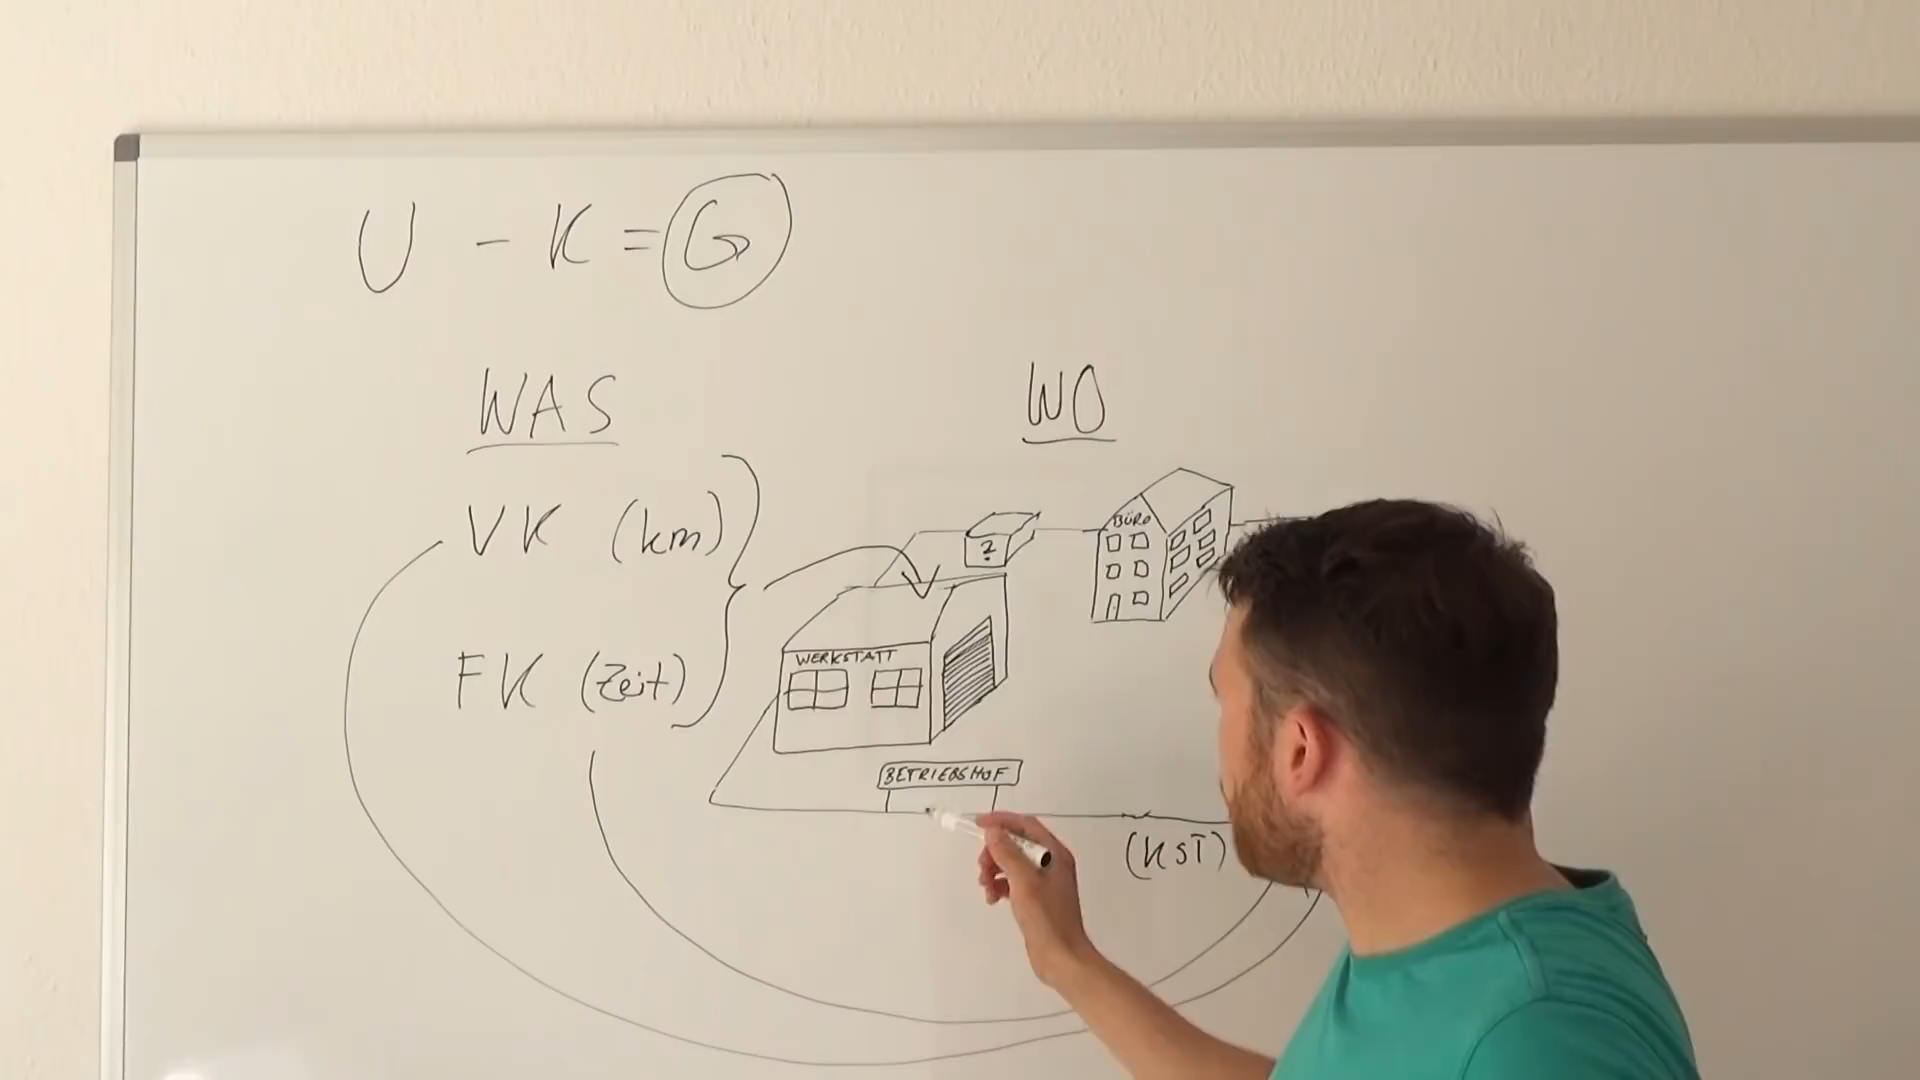 U - K = G
WAS
WO
VK (km)
FK (Zeit)
?
BÜRO
WERKSTATT
BETRIEBSHOF
(KST)